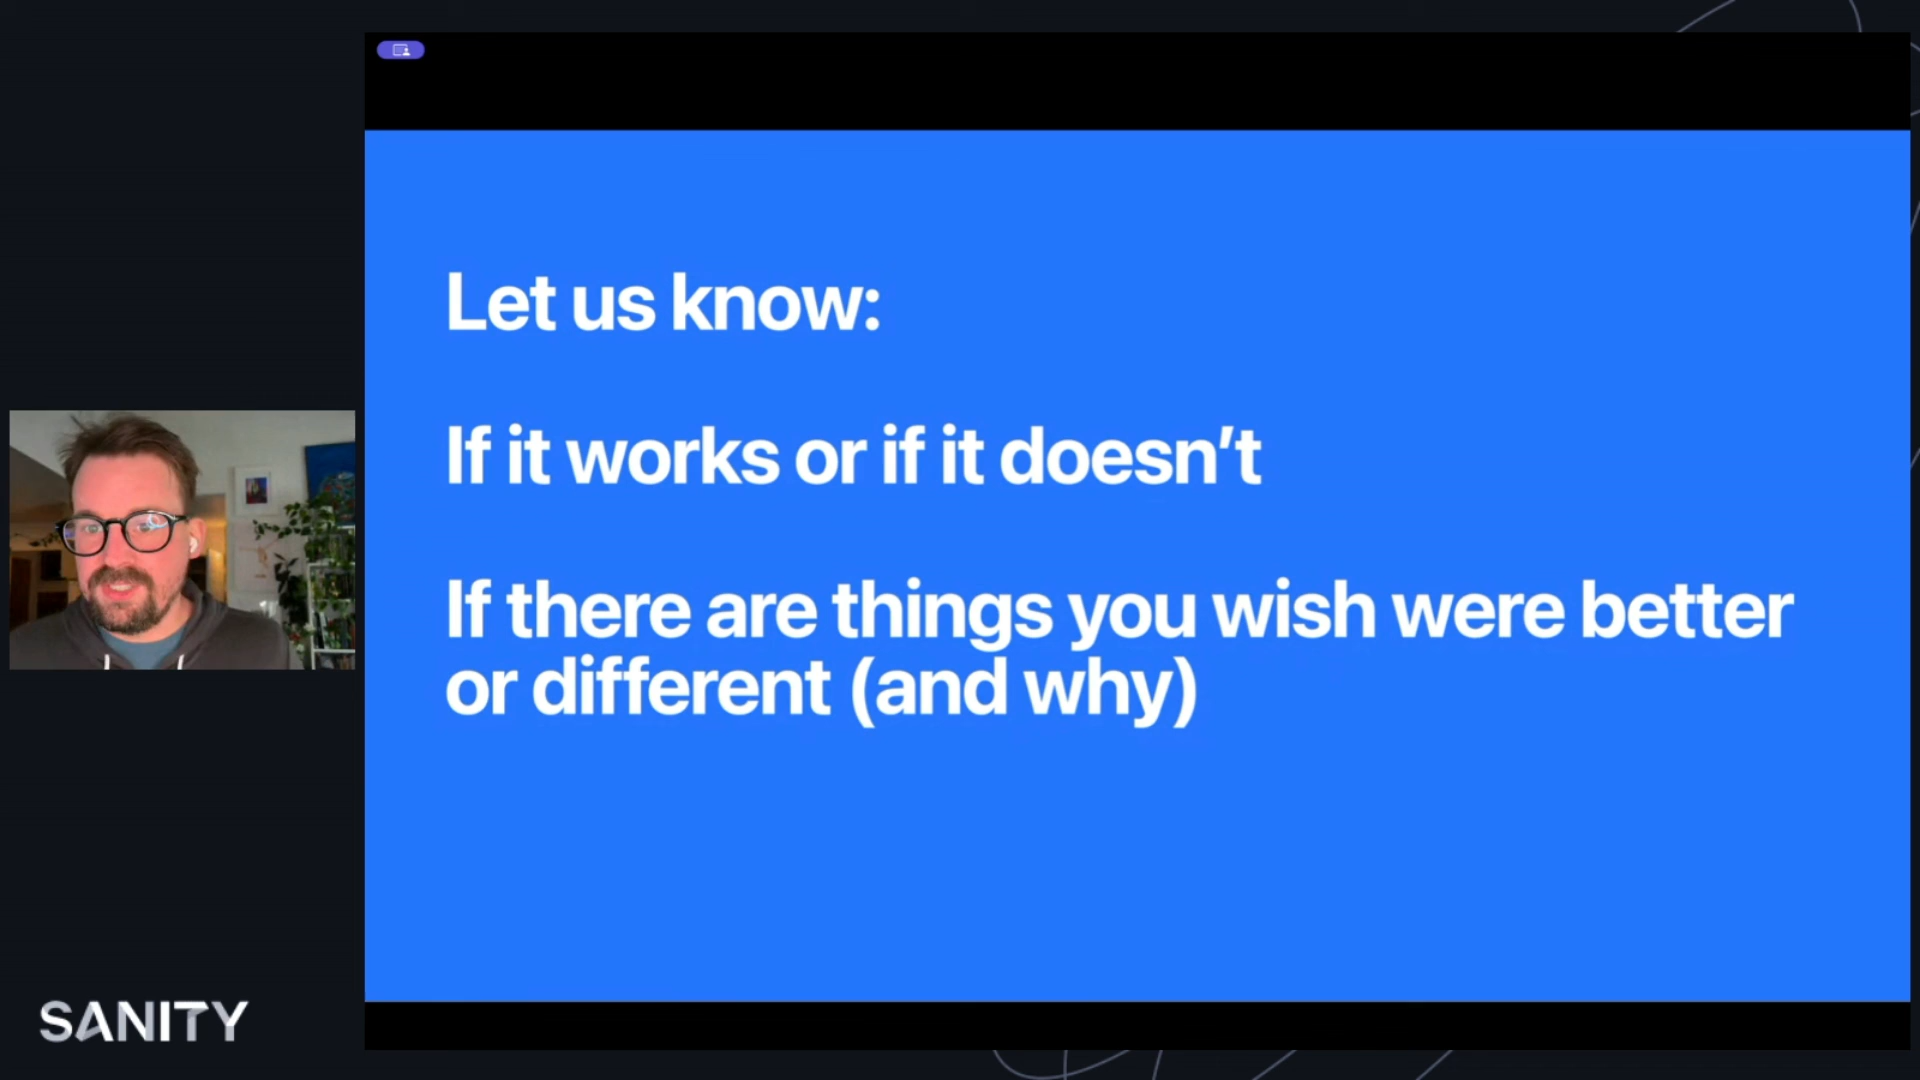 Let us know:
If it works or if it doesn’t
If there are things you wish were better
or different (and why)
SANITY